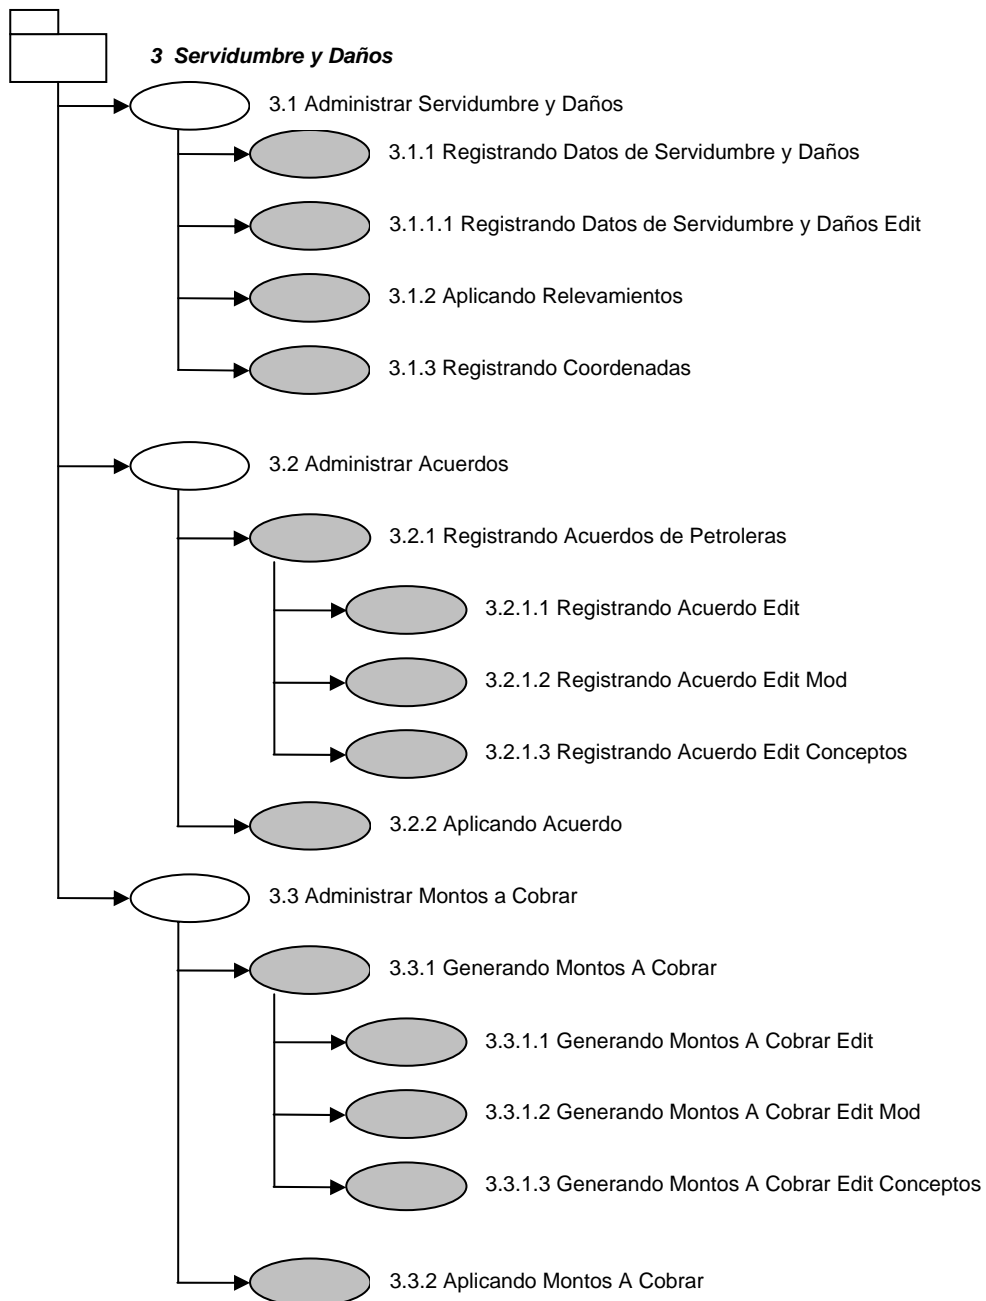 3 Servidumbre y Daños
3.1 Administrar Servidumbre y Daños
3.1.1 Registrando Datos de Servidumbre y Daños
3.1.1.1 Registrando Datos de Servidumbre y Daños Edit
3.1.2 Aplicando Relevamientos
3.1.3 Registrando Coordenadas
3.2 Administrar Acuerdos
3.2.1 Registrando Acuerdos de Petroleras
3.2.1.1 Registrando Acuerdo Edit
3.2.1.2 Registrando Acuerdo Edit Mod
3.2.1.3 Registrando Acuerdo Edit Conceptos
3.2.2 Aplicando Acuerdo
3.3 Administrar Montos a Cobrar
3.3.1 Generando Montos A Cobrar
3.3.1.1 Generando Montos A Cobrar Edit
3.3.1.2 Generando Montos A Cobrar Edit Mod
3.3.1.3 Generando Montos A Cobrar Edit Conceptos
3.3.2 Aplicando Montos A Cobrar